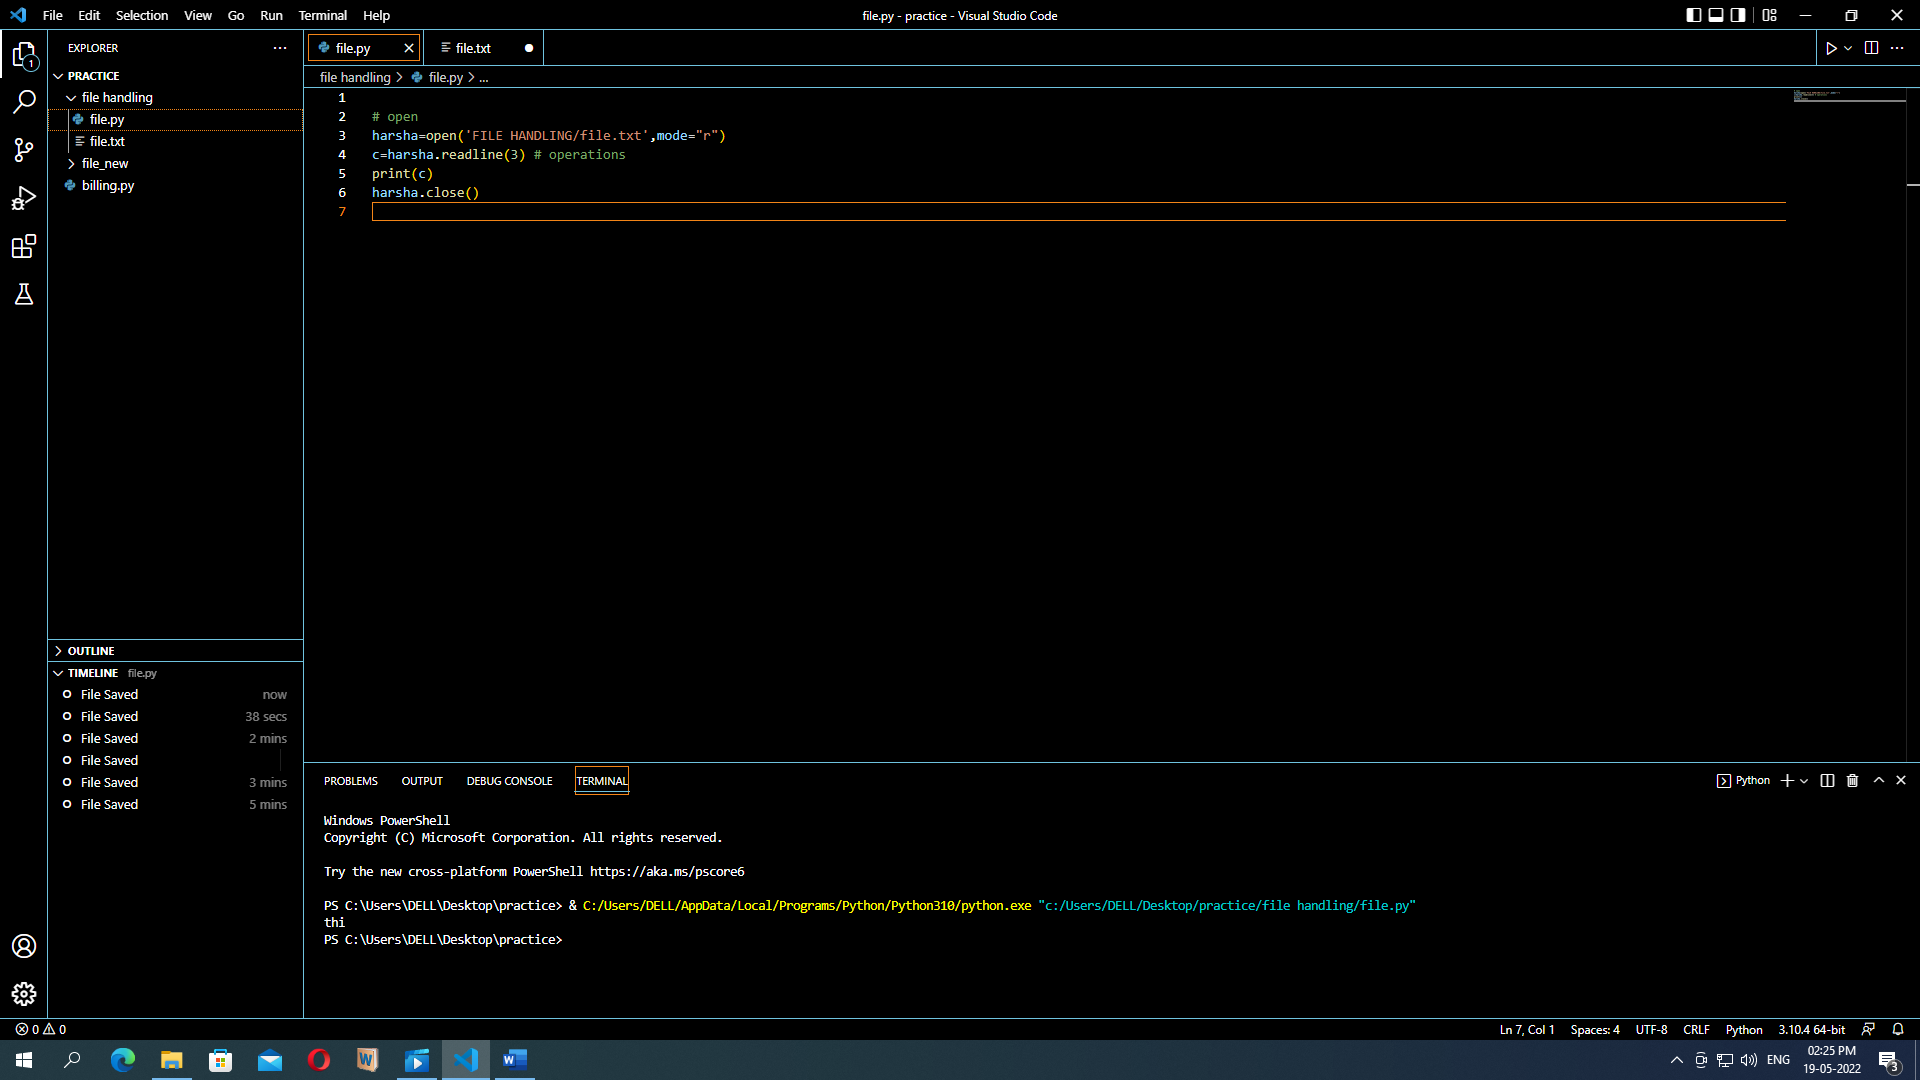 File Edit Selection View Go Run Terminal Help
file.py - practice - Visual Studio Code
EXPLORER
file.py
file.txt
1
PRACTICE
file handling
file.py
file.txt
file_new
billing.py
file handling > file.py > ...
1
2 # open
3 harsha=open('FILE HANDLING/file.txt',mode="r")
4 c=harsha.readline(3) # operations
5 print(c)
6 harsha.close()
7
OUTLINE
TIMELINE file.py
File Saved now
File Saved 38 secs
File Saved 2 mins
File Saved
File Saved 3 mins
File Saved 5 mins
PROBLEMS OUTPUT DEBUG CONSOLE TERMINAL
Python
Windows PowerShell
Copyright (C) Microsoft Corporation. All rights reserved.
Try the new cross-platform PowerShell https://aka.ms/pscore6
PS C:\Users\DELL\Desktop\practice> & C:/Users/DELL/AppData/Local/Programs/Python/Python310/python.exe "c:/Users/DELL/Desktop/practice/file handling/file.py"
thi
PS C:\Users\DELL\Desktop\practice>
0 0
Ln 7, Col 1 Spaces: 4 UTF-8 CRLF Python 3.10.4 64-bit
W
W
ENG
02:25 PM
19-05-2022
3